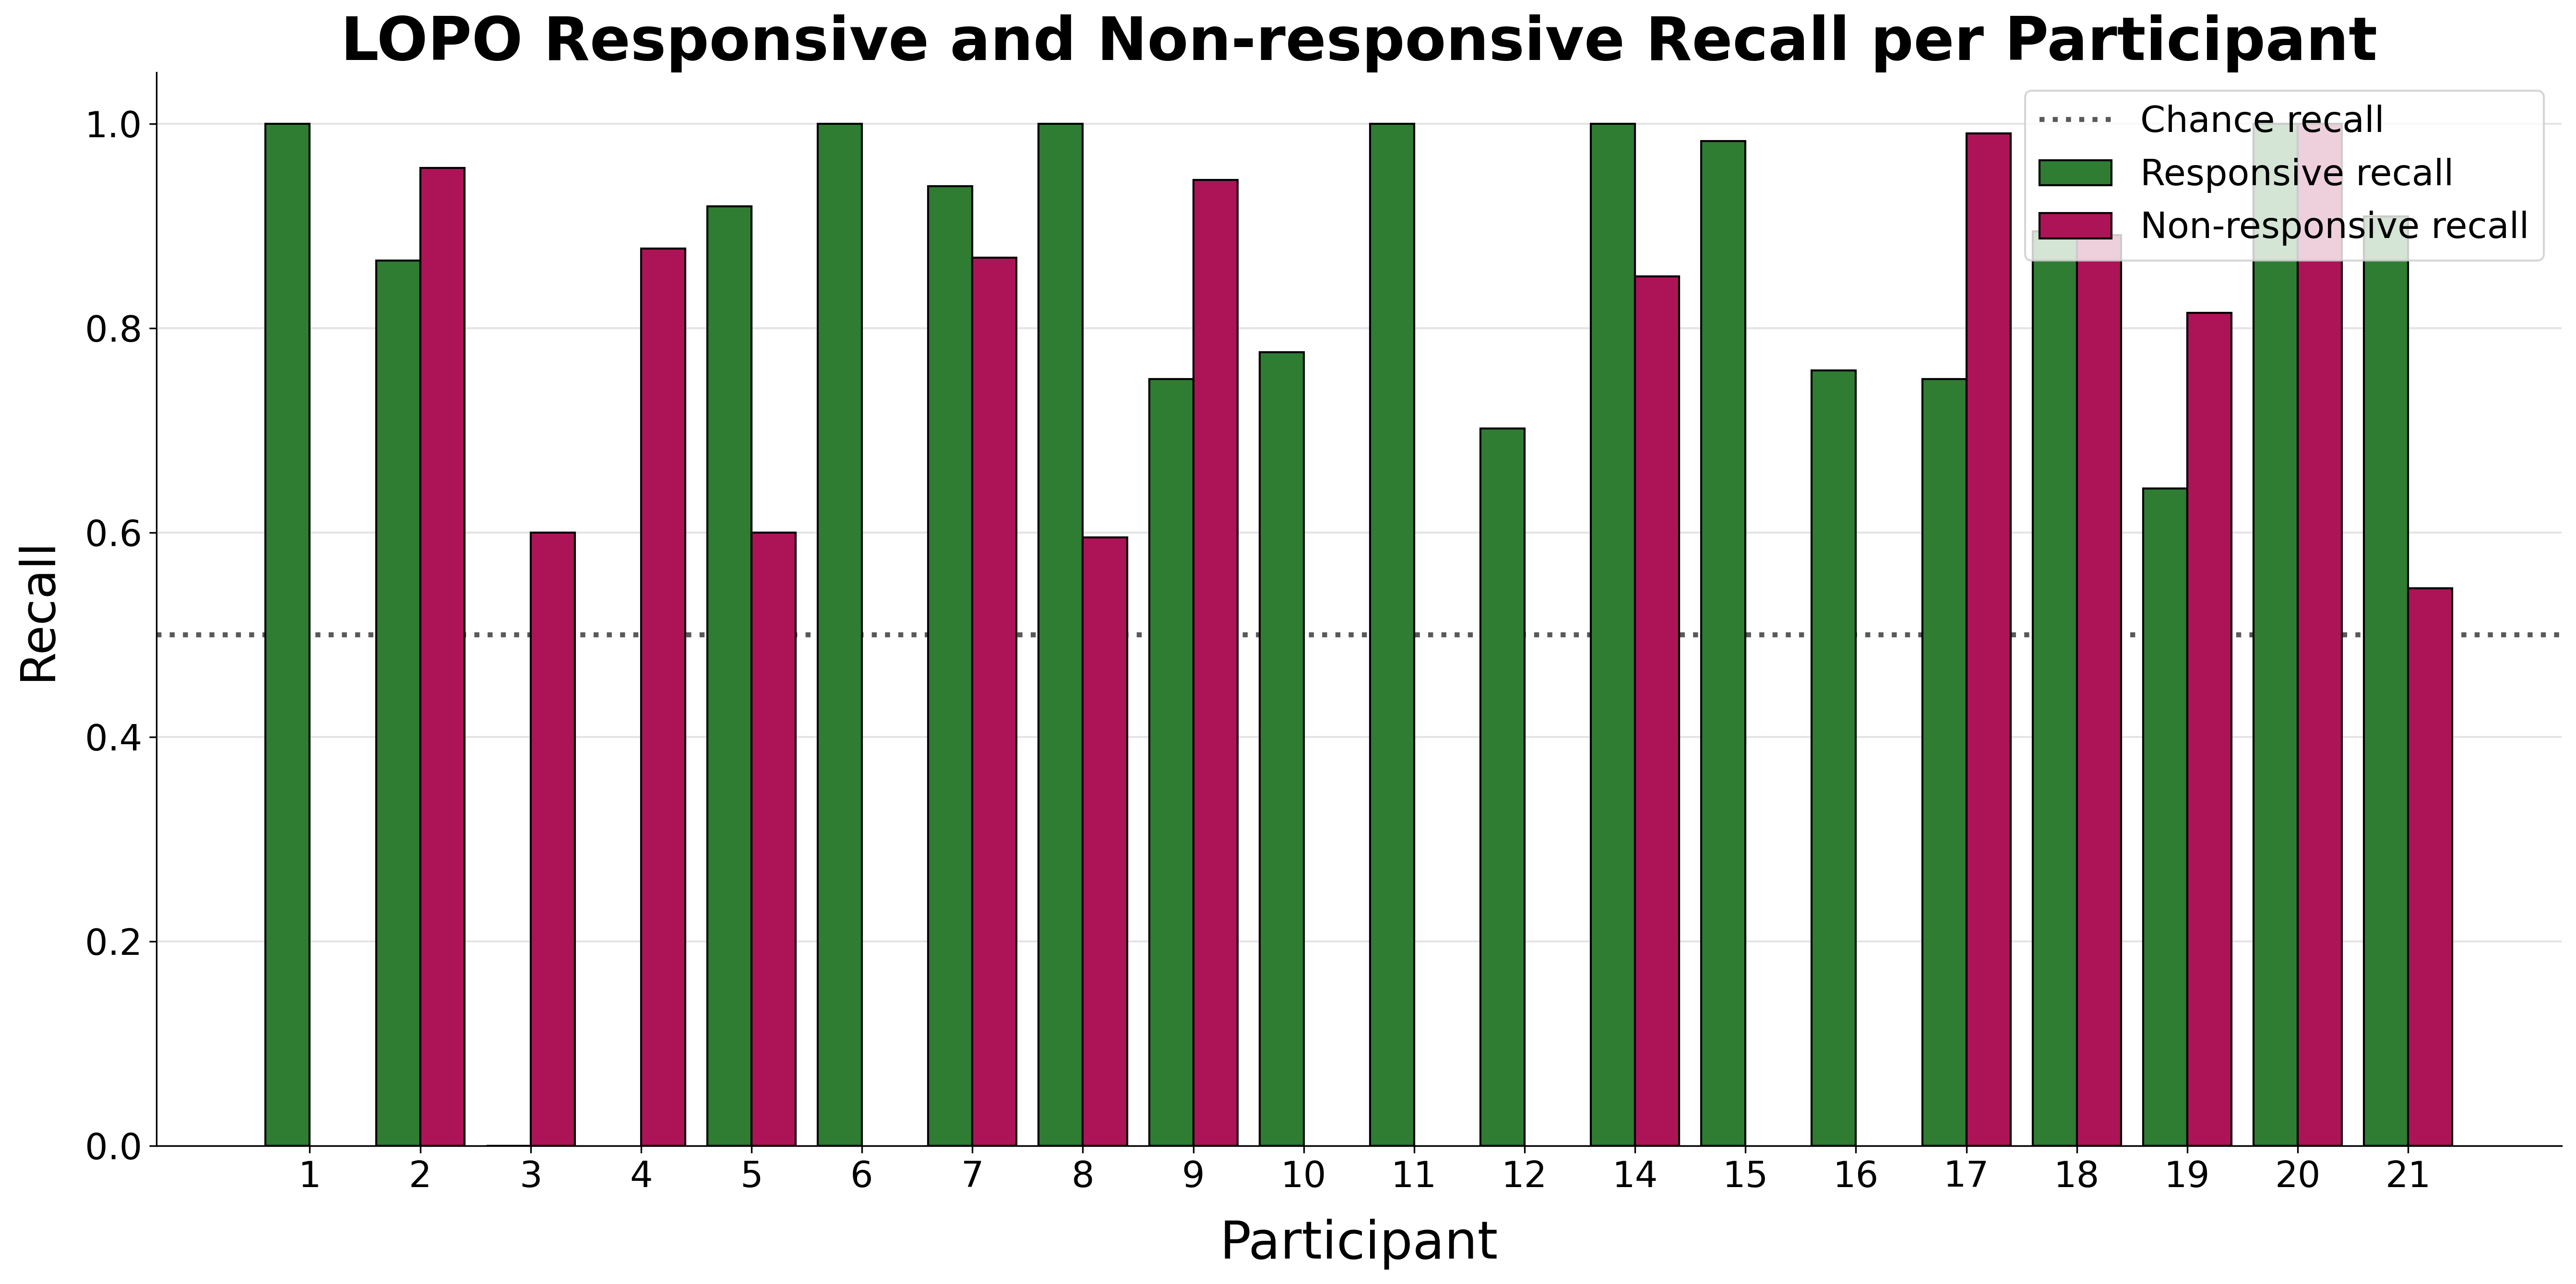 LOPO Responsive and Non-responsive Recall per Participant
Chance recall
Responsive recall
Non-responsive recall
1.0
0.8
0.6
0.4
0.2
0.0
Recall
1 2 3 4 5 6 7 8 9 10 11 12 14 15 16 17 18 19 20 21
Participant